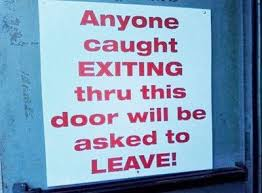 Anyone
caught
EXITING
thru this
door will be
asked to
LEAVE!